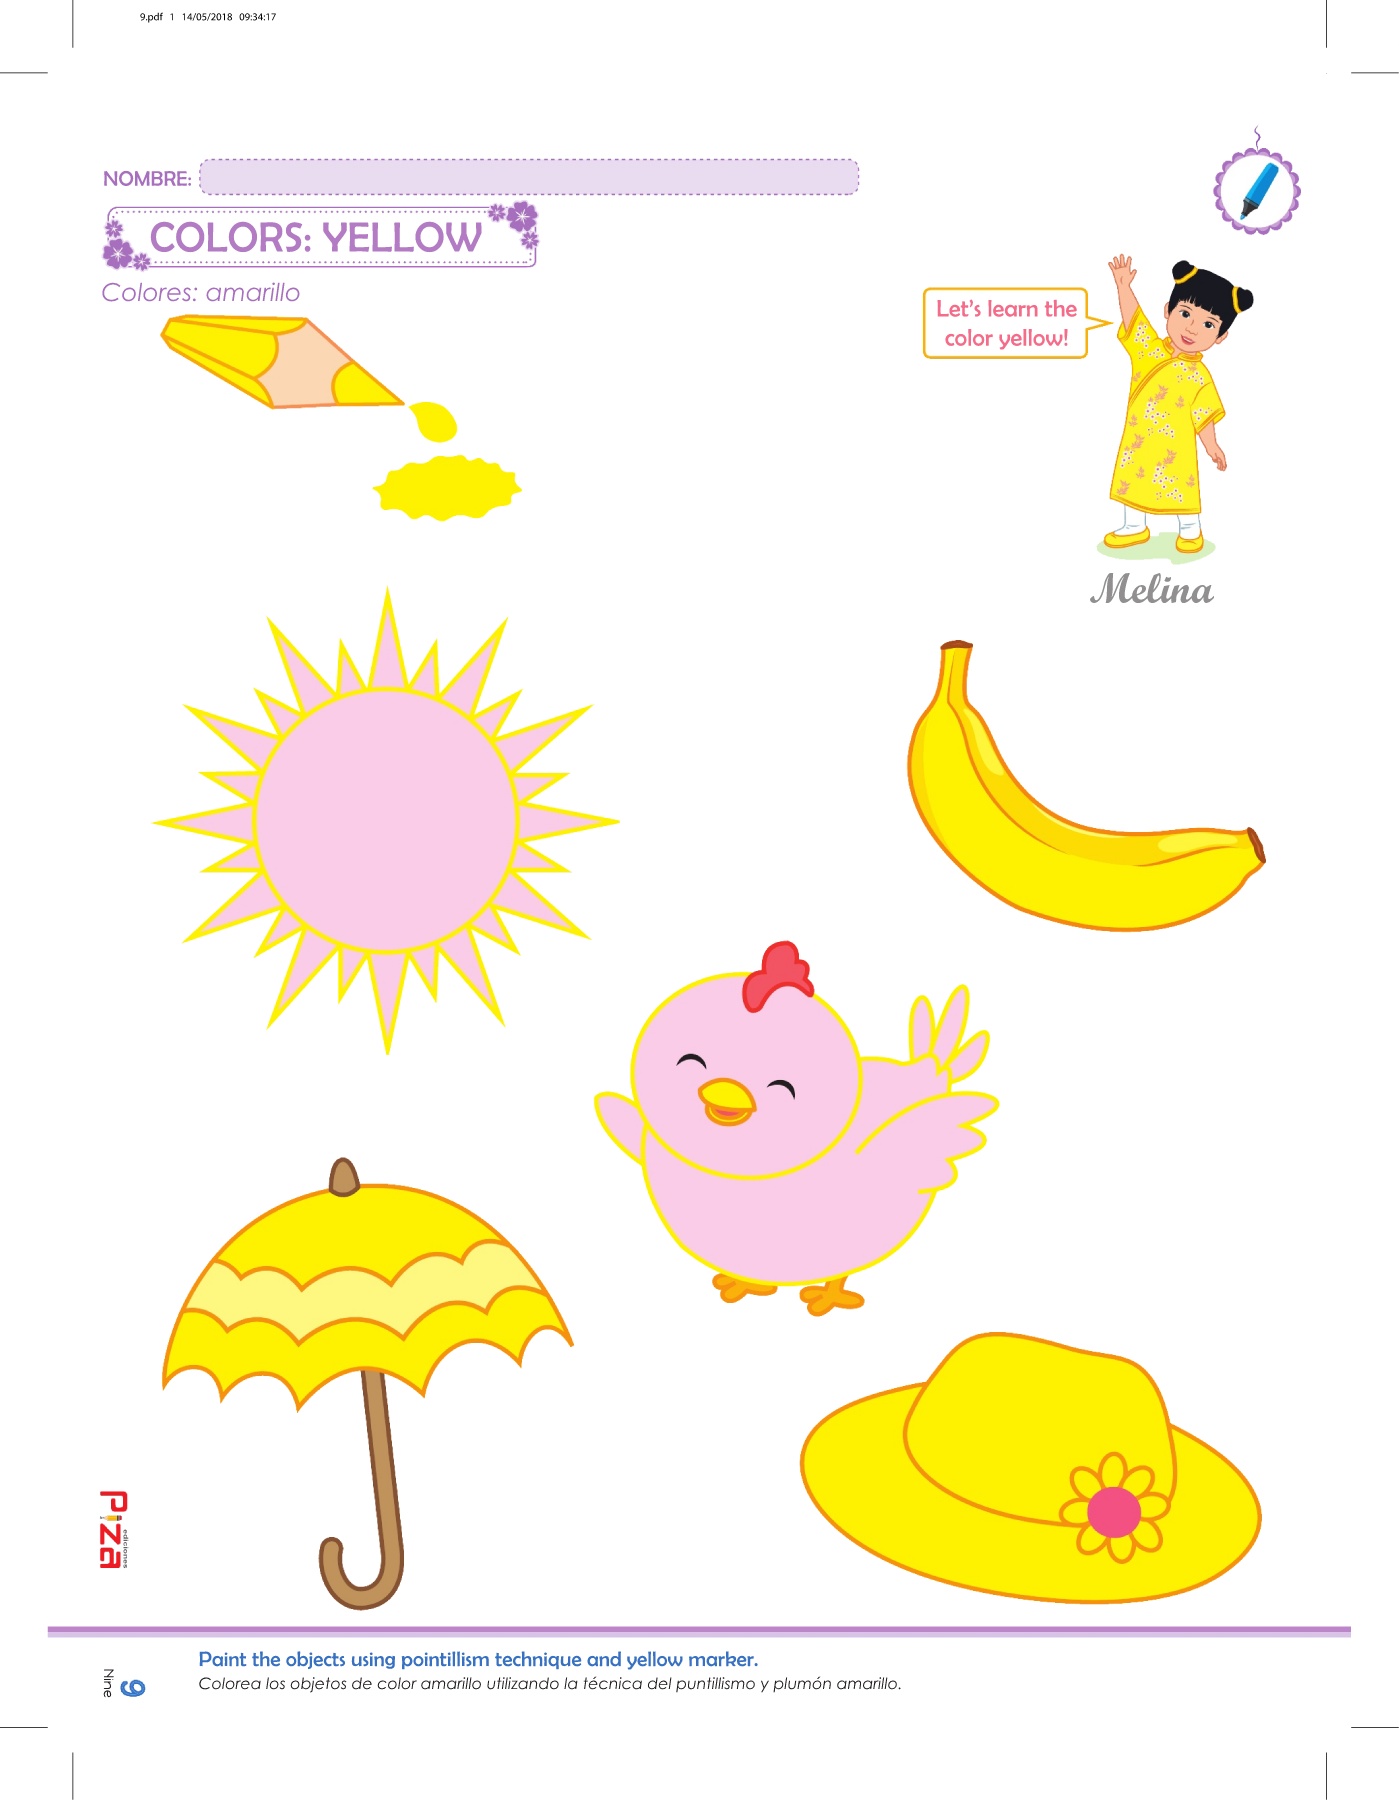 9.pdf 1 14/05/2018 09:34:17
NOMBRE:
COLORS: YELLOW
Colores: amarillo
Let's learn the
color yellow!
Melina
Piza
ediciones
Paint the objects using pointillism technique and yellow marker.
Colorea los objetos de color amarillo utilizando la técnica del puntillismo y plumón amarillo.
9
Nine